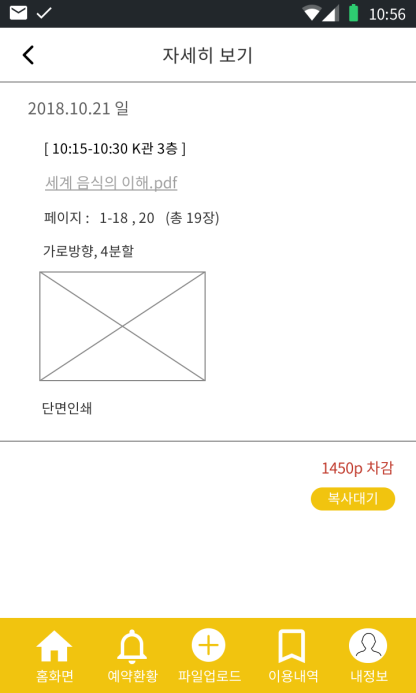 10:56
자세히 보기
2018.10.21 일
[ 10:15-10:30 K관 3층 ]
세계 음식의 이해.pdf
페이지 : 1-18 , 20 (총 19장)
가로방향, 4분할
단면인쇄
1450p 차감
복사대기
홈화면 예약환황 파일업로드 이용내역 내정보